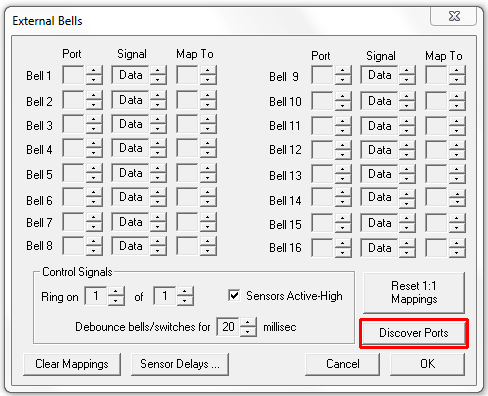 External Bells
Port Signal Map To Port Signal Map To
Bell 1 Data Bell 9 Data
Bell 2 Data Bell 10 Data
Bell 3 Data Bell 11 Data
Bell 4 Data Bell 12 Data
Bell 5 Data Bell 13 Data
Bell 6 Data Bell 14 Data
Bell 7 Data Bell 15 Data
Bell 8 Data Bell 16 Data
Control Signals
Ring on 1 of 1 Sensors Active-High
Debounce bells/switches for 20 millisec
Reset 1:1
Mappings
Discover Ports
Clear Mappings Sensor Delays ... Cancel OK